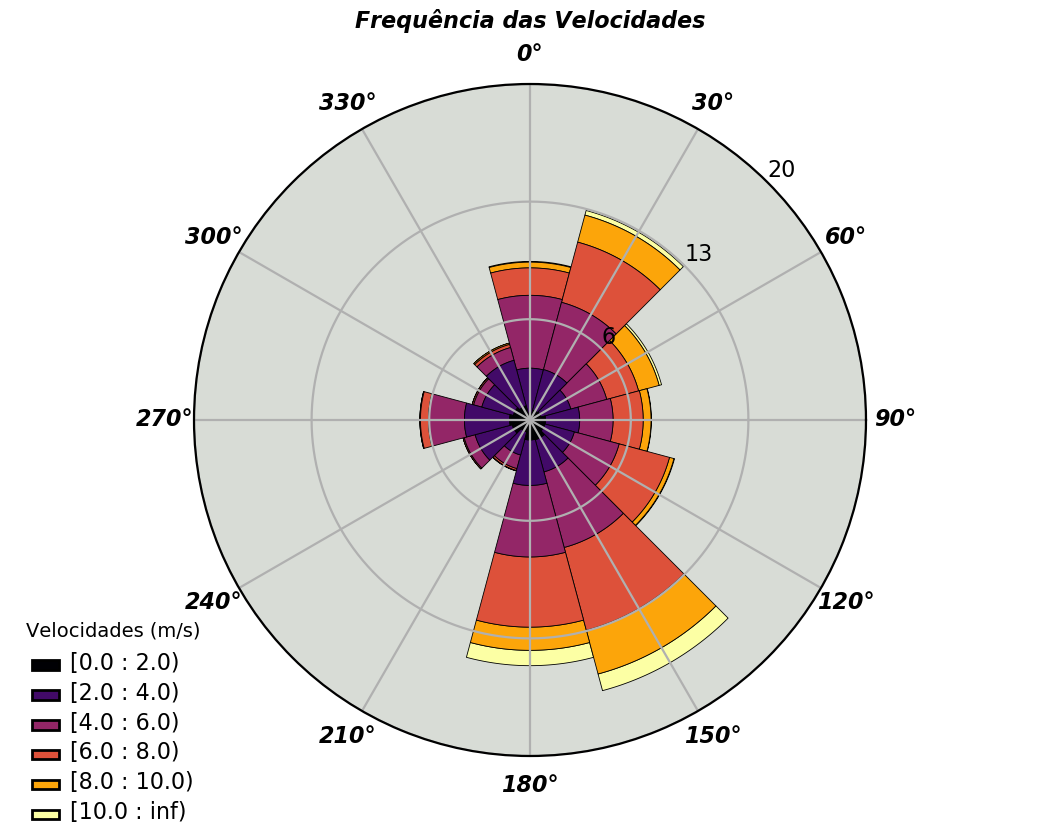 Frequência das Velocidades
0°
330°
30°
20
300°
60°
13
6
270°
90°
240°
120°
210°
150°
180°
Velocidades (m/s)
[0.0 : 2.0)
[2.0 : 4.0)
[4.0 : 6.0)
[6.0 : 8.0)
[8.0 : 10.0)
[10.0 : inf)